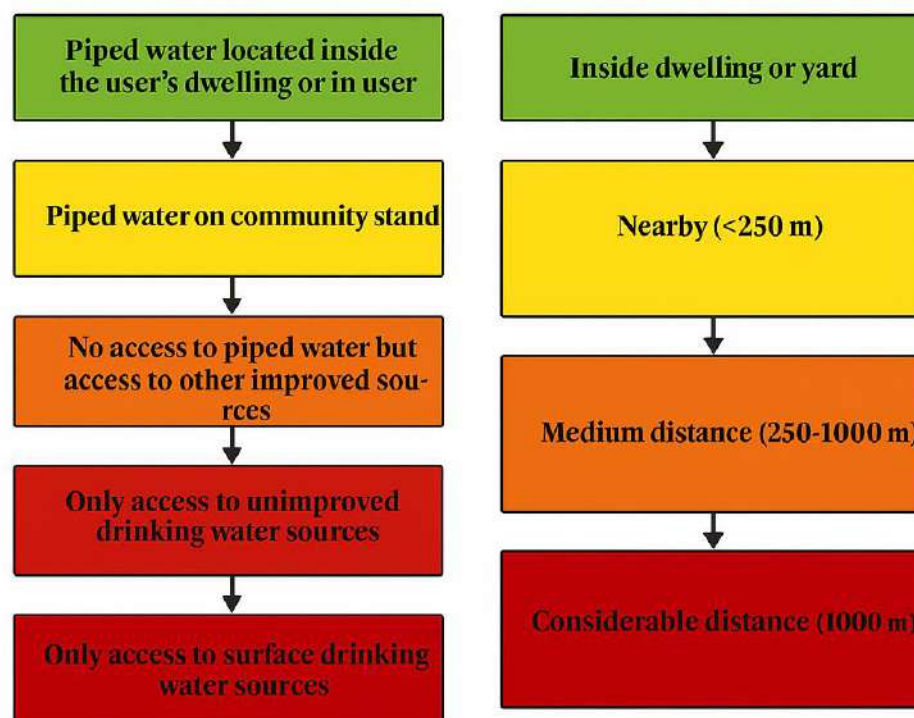 Piped water located inside
the user's dwelling or in user
Piped water on community stand
No access to piped water but
access to other improved sou-
rces
Only access to unimproved
drinking water sources
Only access to surface drinking
water sources
Inside dwelling or yard
Nearby (<250 m)
Medium distance (250-1000 m)
Considerable distance (1000 m)